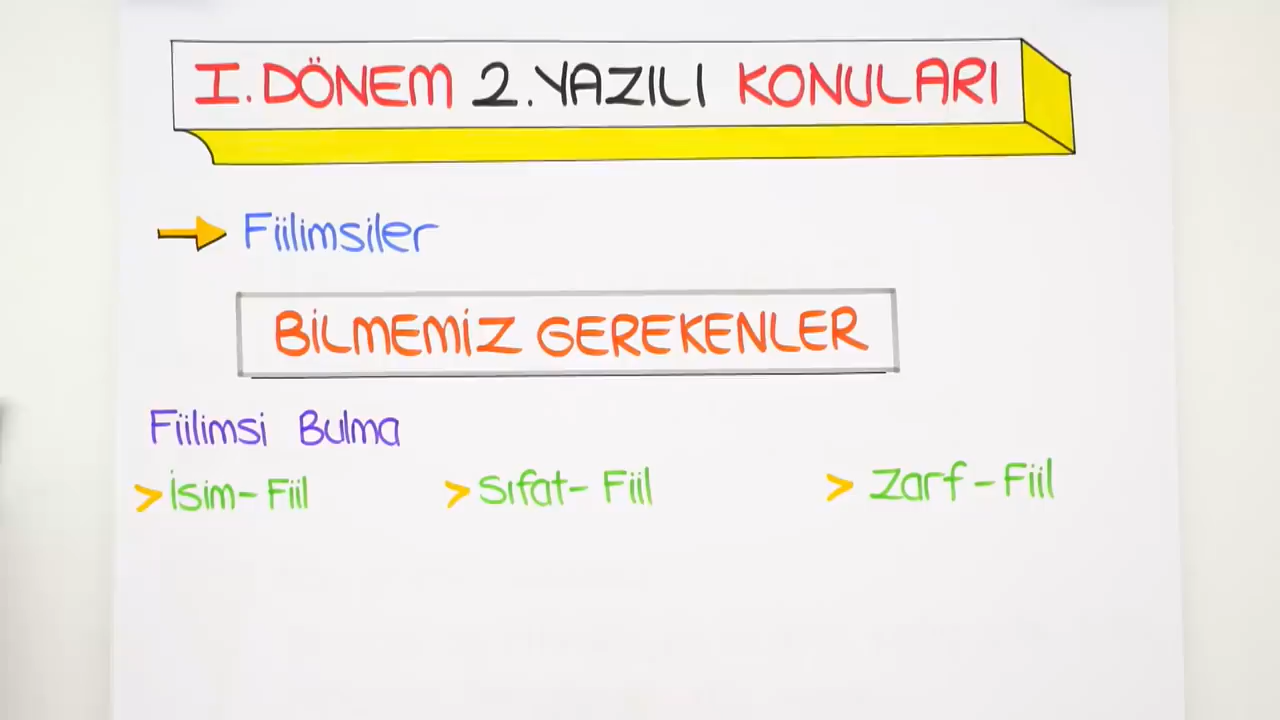 I. DÖNEM 2. YAZILI KONULARI
Fiilimsiler
BİLMEMİZ GEREKENLER
Fiilimsi Bulma
> İsim-Fiil > Sıfat-Fiil > Zarf-Fiil